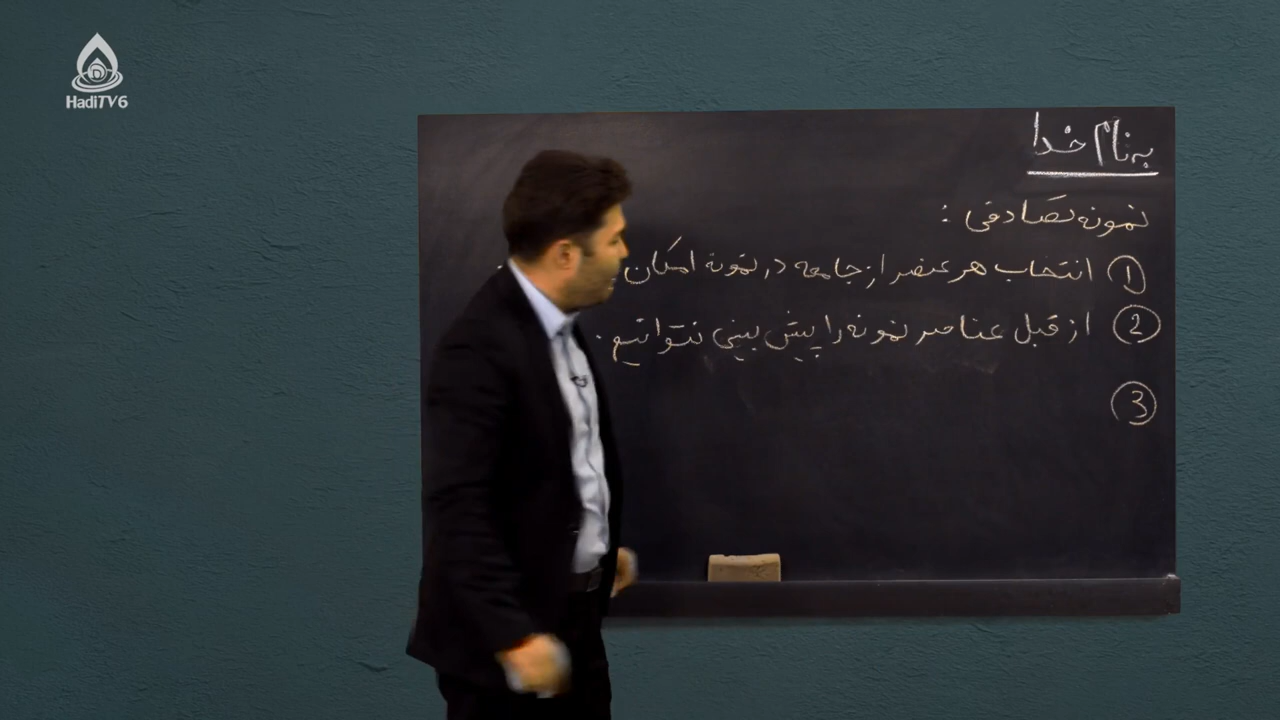 HadiTV6
به نام خدا
نمونه تصادفی :
① انتخاب هر عنصر از جامعه در نمونه امکان
② از قبل عناصر نمونه را پیش بینی نتوانیم .
③